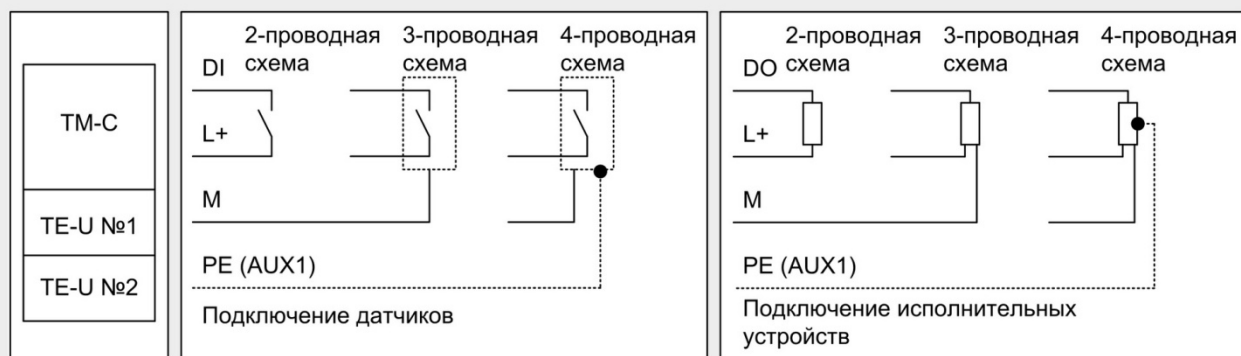 TM-C
TE-U №1
TE-U №2
2-проводная схема
3-проводная схема
4-проводная схема
DI
L+
M
PE (AUX1)
Подключение датчиков
2-проводная схема
3-проводная схема
4-проводная схема
DO
L+
M
PE (AUX1)
Подключение исполнительных
устройств